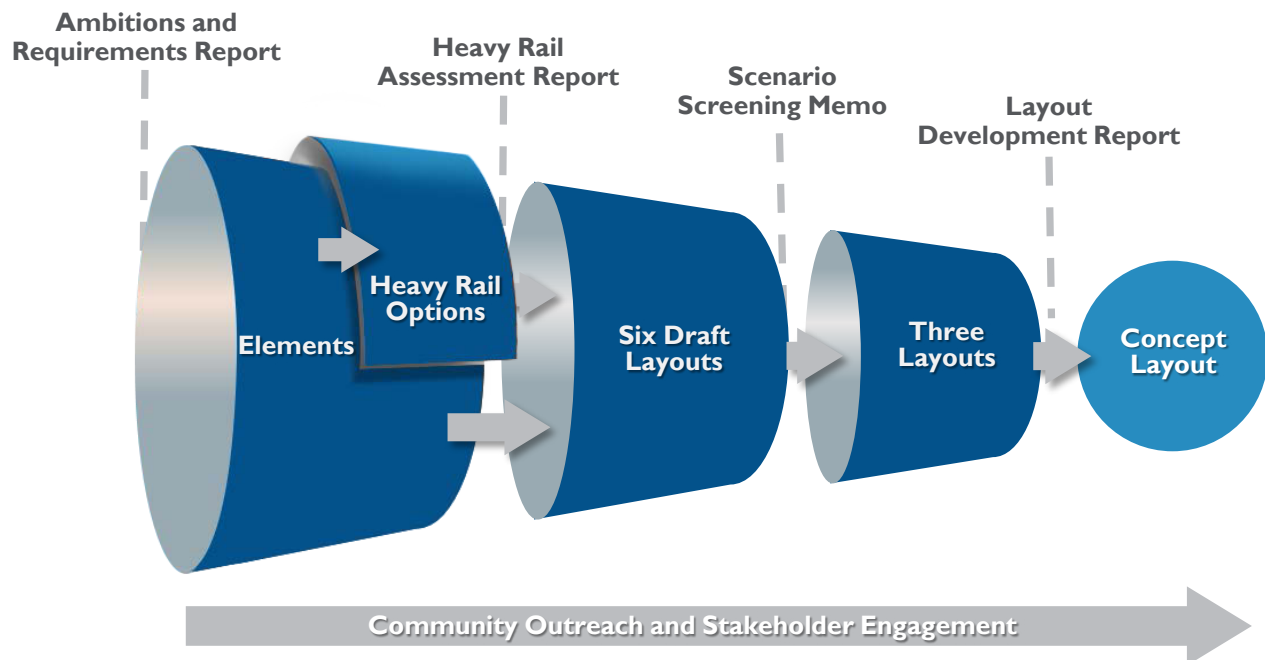 Ambitions and
Requirements Report
Heavy Rail
Assessment Report
Scenario
Screening Memo
Layout
Development Report
Elements
Heavy Rail
Options
Six Draft
Layouts
Three
Layouts
Concept
Layout
Community Outreach and Stakeholder Engagement